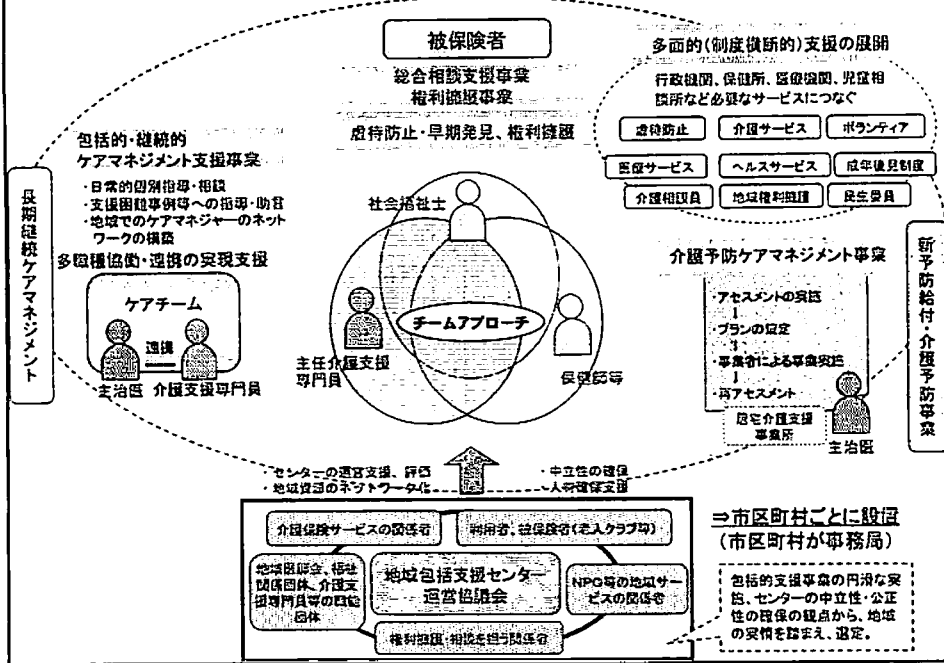 被保険者
総合相談支援事業
権利擁護事業
虐待防止・早期発見、権利擁護
多面的(制度横断的)支援の展開
行政機関、保健所、医療機関、児童相
談所など必要なサービスにつなぐ
虐待防止
介護サービス
ボランティア
医療サービス
ヘルスサービス
成年後見制度
介護相談員
地域権利擁護
民生委員
包括的・継続的
ケアマネジメント支援事業
・日常的個別指導・相談
・支援困難事例等への指導・助言
・地域でのケアマネジャーのネット
ワークの構築
多職種協働・連携の実現支援
ケアチーム
連携
主治医
介護支援専門員
長期継続ケアマネジメント
社会福祉士
チームアプローチ
主任介護支援
専門員
保健師等
新予防給付・介護予防事業
介護予防ケアマネジメント事業
・アセスメントの実施
↓
・プランの策定
↓
・事業者による事業実施
↓
・再アセスメント
居宅介護支援
事業所
主治医
・センターの運営支援、評価
・地域資源のネットワーク化
・中立性の確保
・人材確保支援
介護保険サービスの関係者
利用者、被保険者(老人クラブ等)
地域医師会、福祉
関係団体、介護支
援専門員等の職能
団体
地域包括支援センター
運営協議会
NPO等の地域サー
ビスの関係者
権利擁護・相談を担う関係者
⇒市区町村ごとに設置
(市区町村が事務局)
包括的支援事業の円滑な実
施、センターの中立性・公正
性の確保の観点から、地域
の実情を踏まえ、選定。